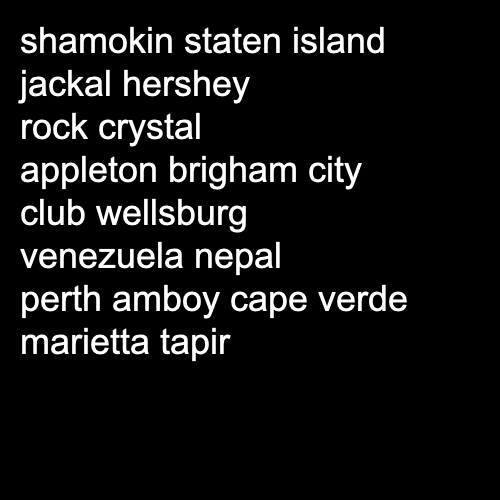 shamokin staten island
jackal hershey
rock crystal
appleton brigham city
club wellsburg
venezuela nepal
perth amboy cape verde
marietta tapir